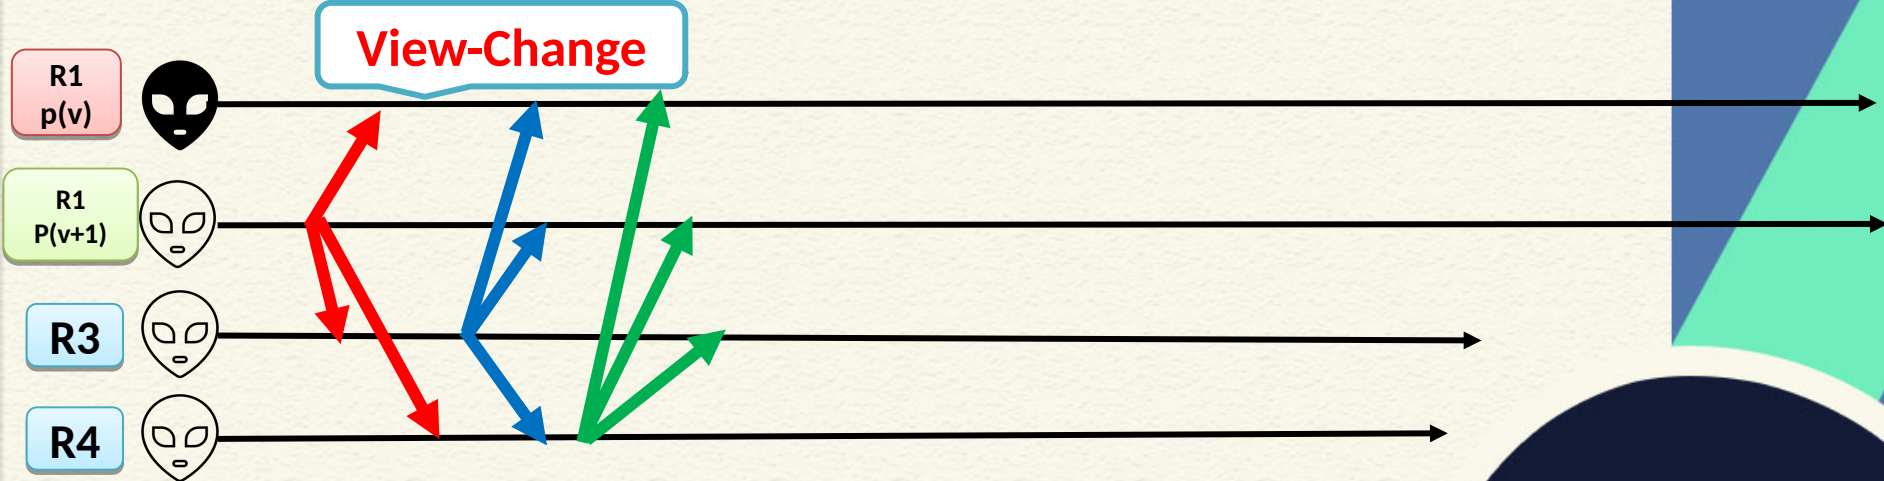 View-Change
R1
p(v)
R1
P(v+1)
R3
R4